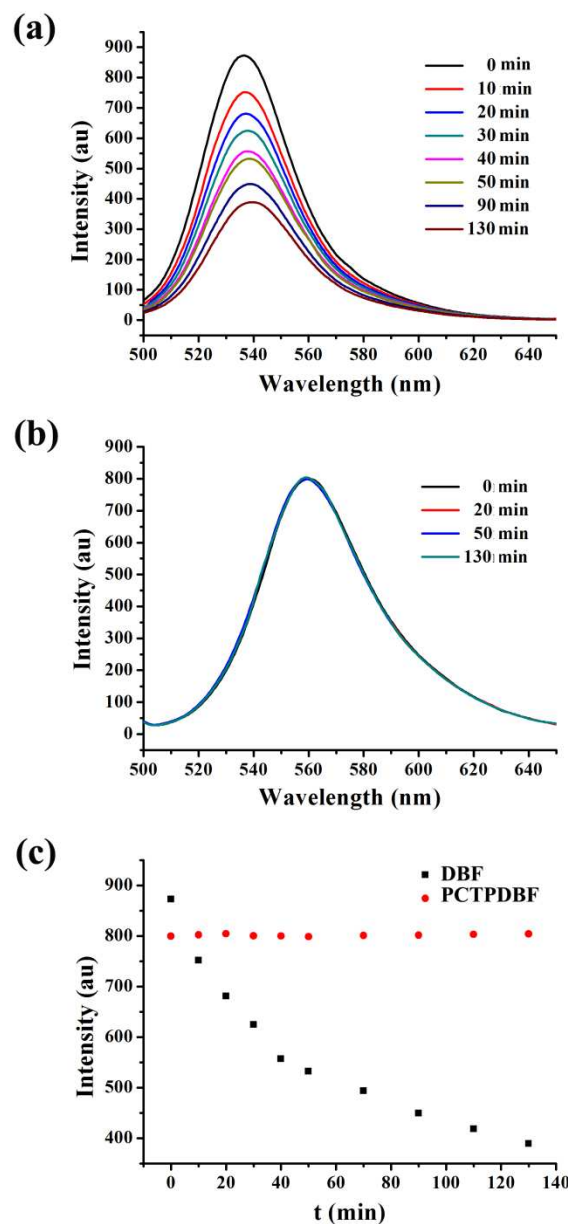 (a)
900
800
700
600
500
400
300
200
100
0
Intensity (au)
0 min
10 min
20 min
30 min
40 min
50 min
90 min
130 min
500 520 540 560 580 600 620 640
Wavelength (nm)
(b)
900
800
700
600
500
400
300
200
100
0
Intensity (au)
0 min
20 min
50 min
130 min
500 520 540 560 580 600 620 640
Wavelength (nm)
(c)
900
800
700
600
500
400
Intensity (au)
DBF
PCTPDBF
0 20 40 60 80 100 120 140
t (min)